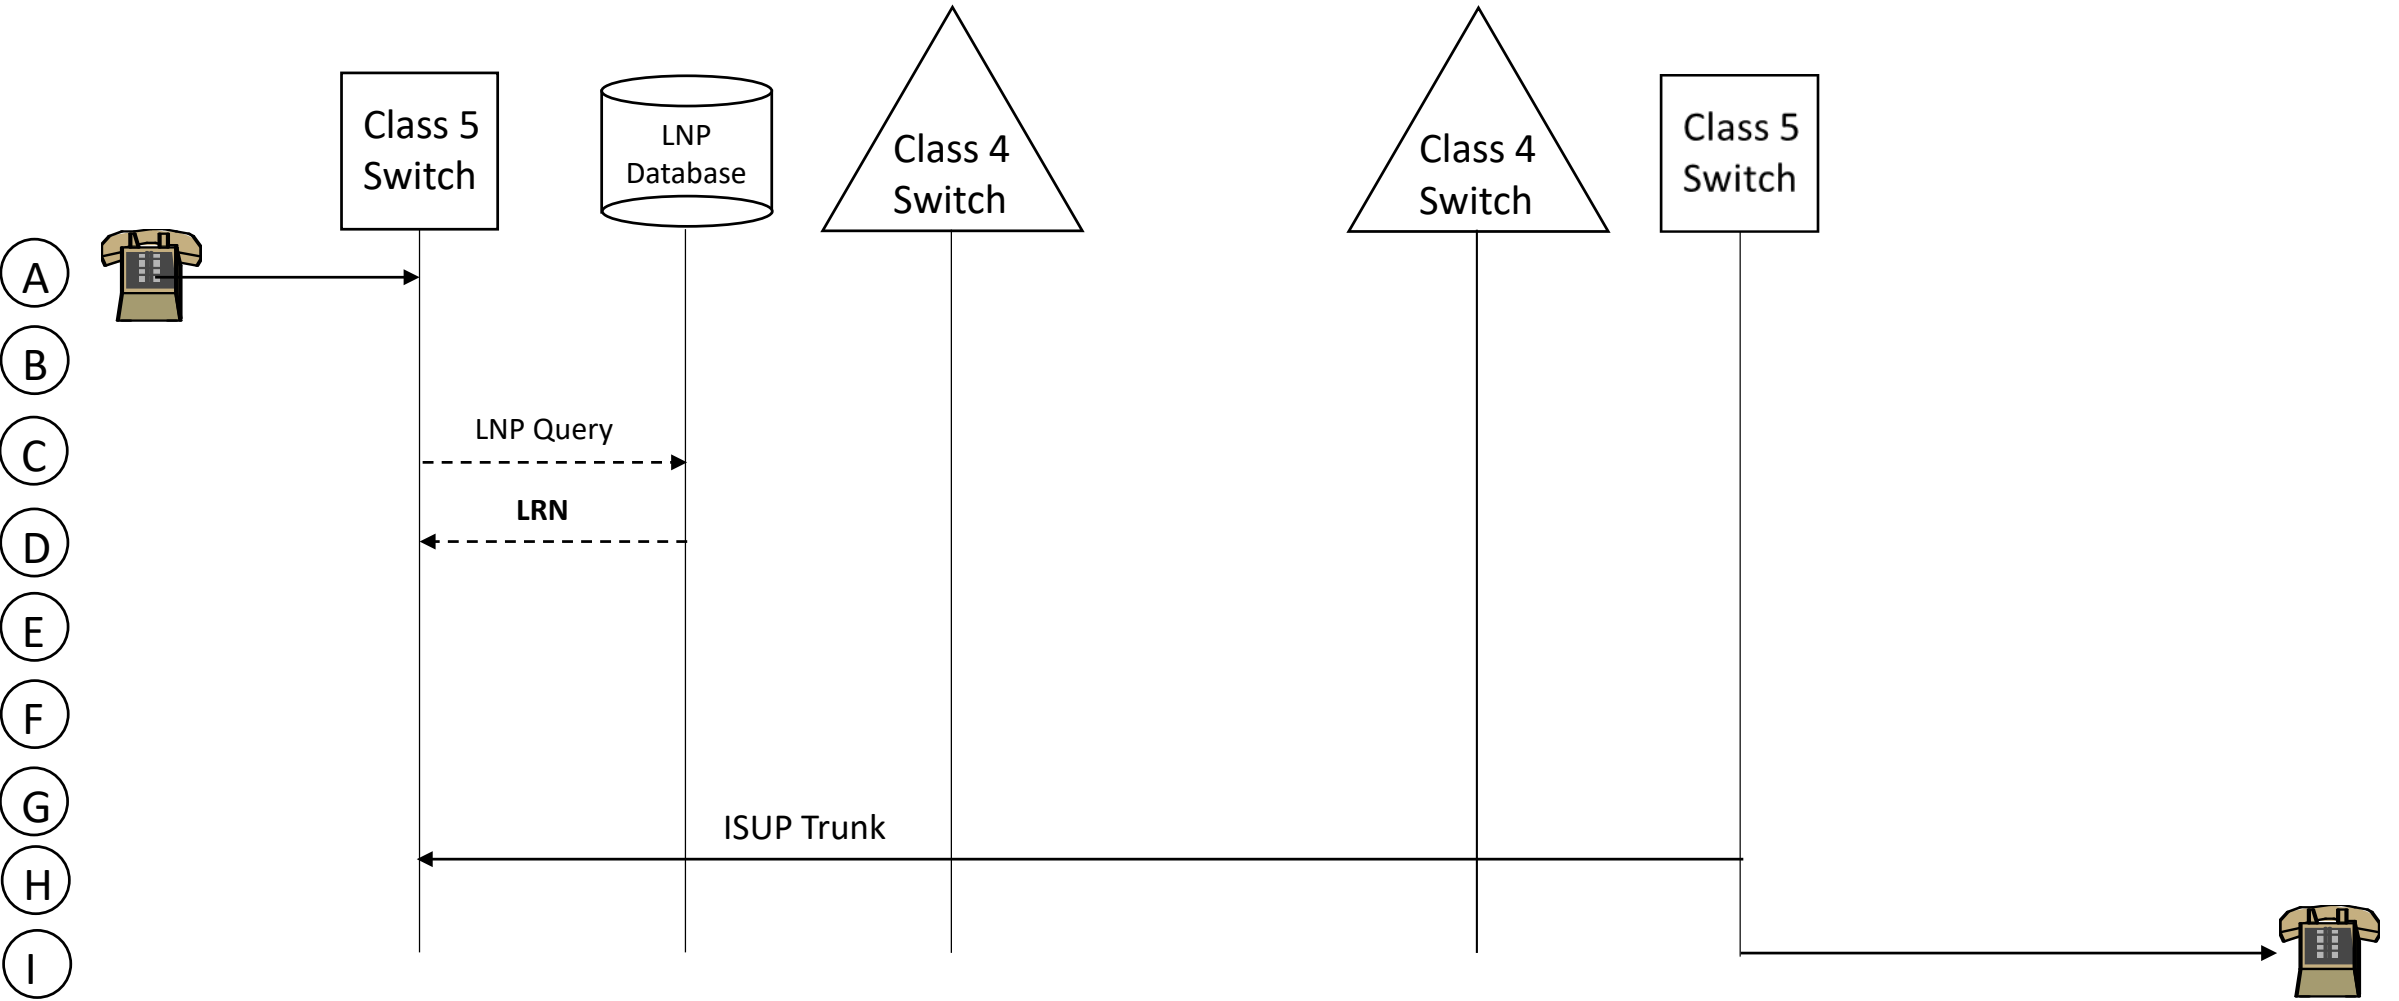 Class 5
Switch
LNP
Database
Class 4
Switch
Class 4
Switch
Class 5
Switch
A
B
C
LNP Query
LRN
D
E
F
G
ISUP Trunk
H
I